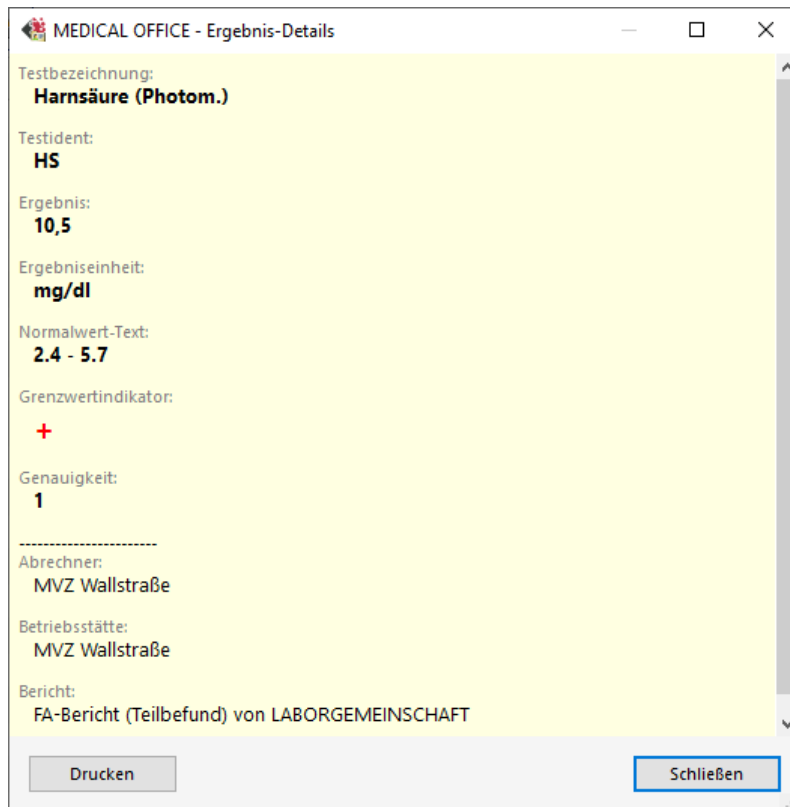 MEDICAL OFFICE - Ergebnis-Details
Testbezeichnung:
Harnsäure (Photom.)
Testident:
HS
Ergebnis:
10,5
Ergebniseinheit:
mg/dl
Normalwert-Text:
2.4 - 5.7
Grenzwertindikator:
+
Genauigkeit:
1
-----------------------
Abrechner:
MVZ Wallstraße
Betriebsstätte:
MVZ Wallstraße
Bericht:
FA-Bericht (Teilbefund) von LABORGEMEINSCHAFT
Drucken
Schließen